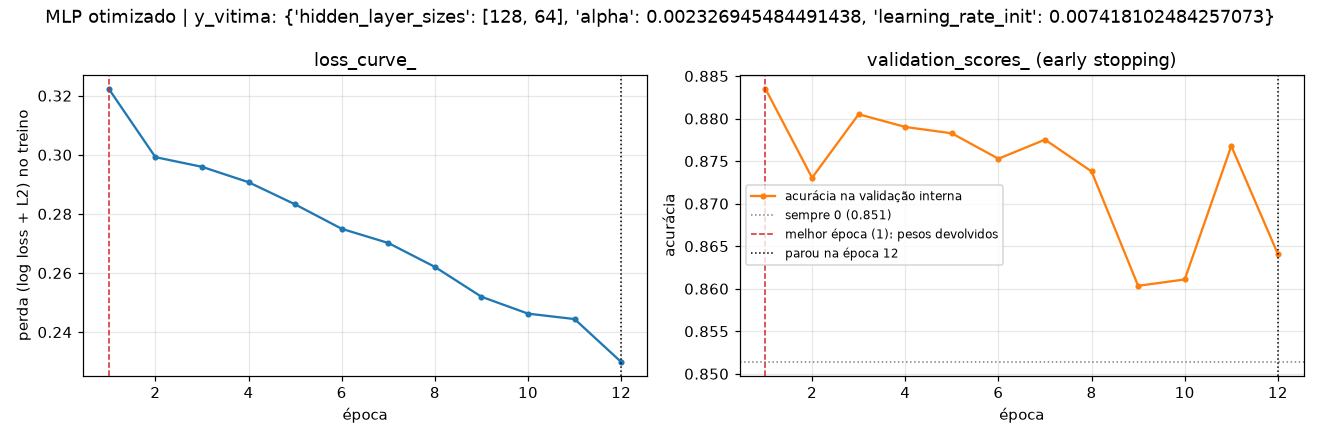 MLP otimizado | y_vitima: {'hidden_layer_sizes': [128, 64], 'alpha': 0.002326945484491438, 'learning_rate_init': 0.007418102484257073}
loss_curve_
perda (log loss + L2) no treino
0.32
0.30
0.28
0.26
0.24
2
4
6
8
10
12
época
validation_scores_ (early stopping)
acurácia
0.885
0.880
0.875
0.870
0.865
0.860
0.855
0.850
acurácia na validação interna
sempre 0 (0.851)
melhor época (1): pesos devolvidos
parou na época 12
2
4
6
8
10
12
época